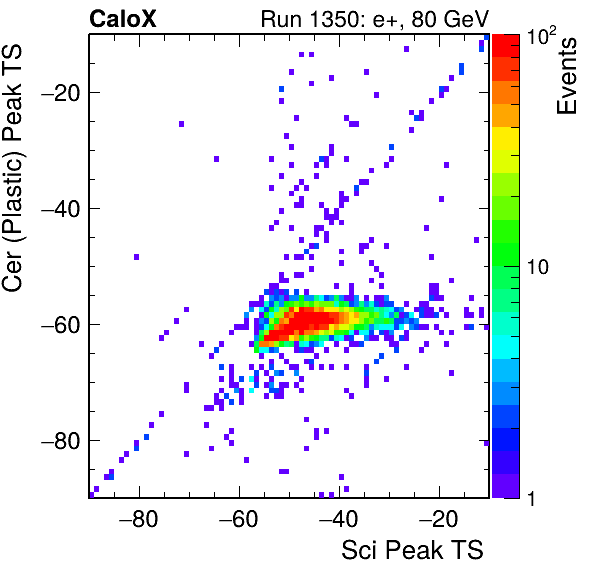 CaloX Run 1350: e+, 80 GeV
Cer (Plastic) Peak TS
−20
−40
−60
−80
−80 −60 −40 −20
Sci Peak TS
10²
10
1
Events